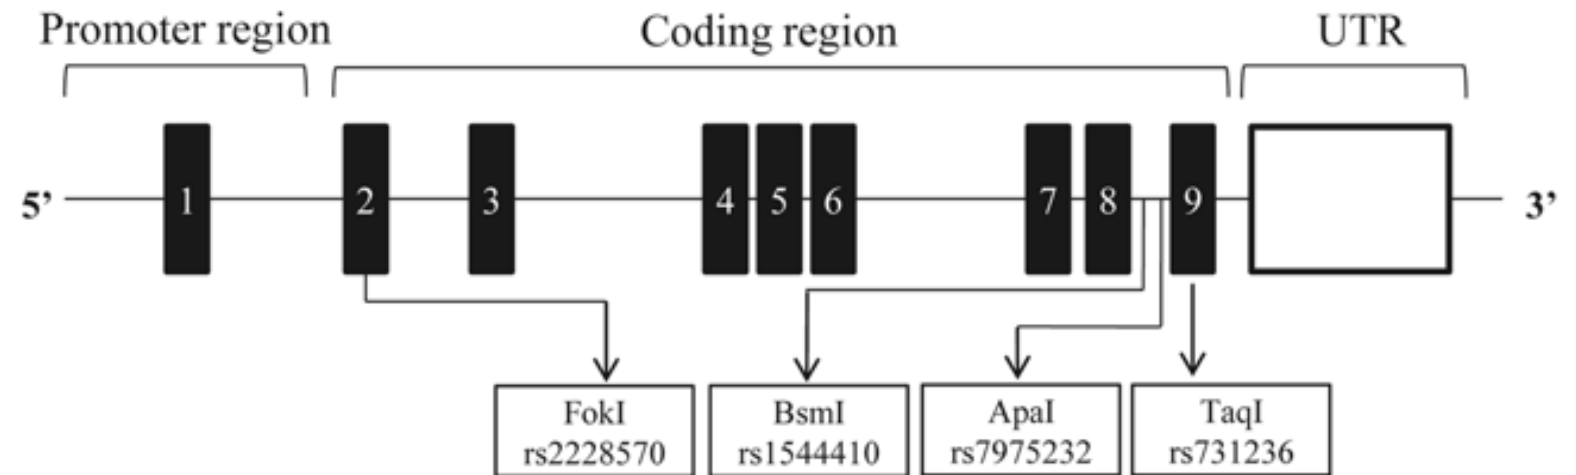 Promoter region Coding region UTR
5’ 1 2 3 4 5 6 7 8 9 3’
FokI BsmI ApaI TaqI
rs2228570 rs1544410 rs7975232 rs731236